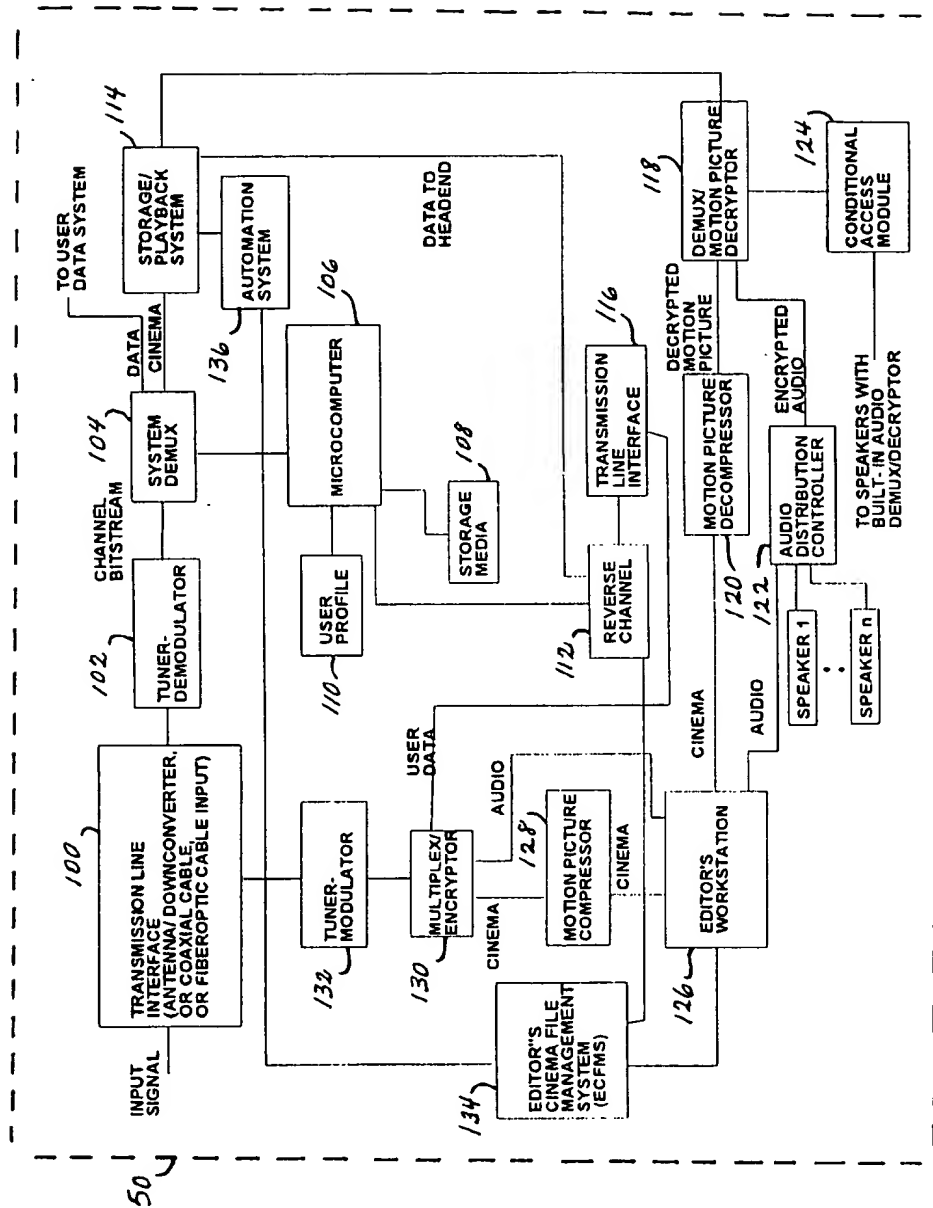 50
INPUT
SIGNAL
100
TRANSMISSION LINE
INTERFACE
(ANTENNA/DOWNCONVERTER,
OR COAXIAL CABLE,
OR FIBEROPTIC CABLE INPUT)
102
TUNER-
DEMODULATOR
CHANNEL
BITSTREAM
104
SYSTEM
DEMUX
DATA
CINEMA
TO USER
DATA SYSTEM
114
STORAGE/
PLAYBACK
SYSTEM
AUTOMATION
SYSTEM
136
106
MICROCOMPUTER
USER
PROFILE
110
STORAGE
MEDIA
108
DATA TO
HEADEND
132
TUNER-
MODULATOR
MULTIPLEX/
ENCRYPTOR
130
USER
DATA
AUDIO
CINEMA
128
MOTION PICTURE
COMPRESSOR
CINEMA
112
REVERSE
CHANNEL
TRANSMISSION
LINE
INTERFACE
116
134
EDITOR"S
CINEMA FILE
MANAGEMENT
SYSTEM
(ECFMS)
126
EDITOR'S
WORKSTATION
CINEMA
AUDIO
MOTION PICTURE
DECOMPRESSOR
120
DECRYPTED
MOTION
PICTURE
118
DEMUX/
MOTION PICTURE
DECRYPTOR
ENCRYPTED
AUDIO
122
AUDIO
DISTRIBUTION
CONTROLLER
SPEAKER 1
SPEAKER n
124
CONDITIONAL
ACCESS
MODULE
TO SPEAKERS WITH
BUILT-IN AUDIO
DEMUX/DECRYPTOR